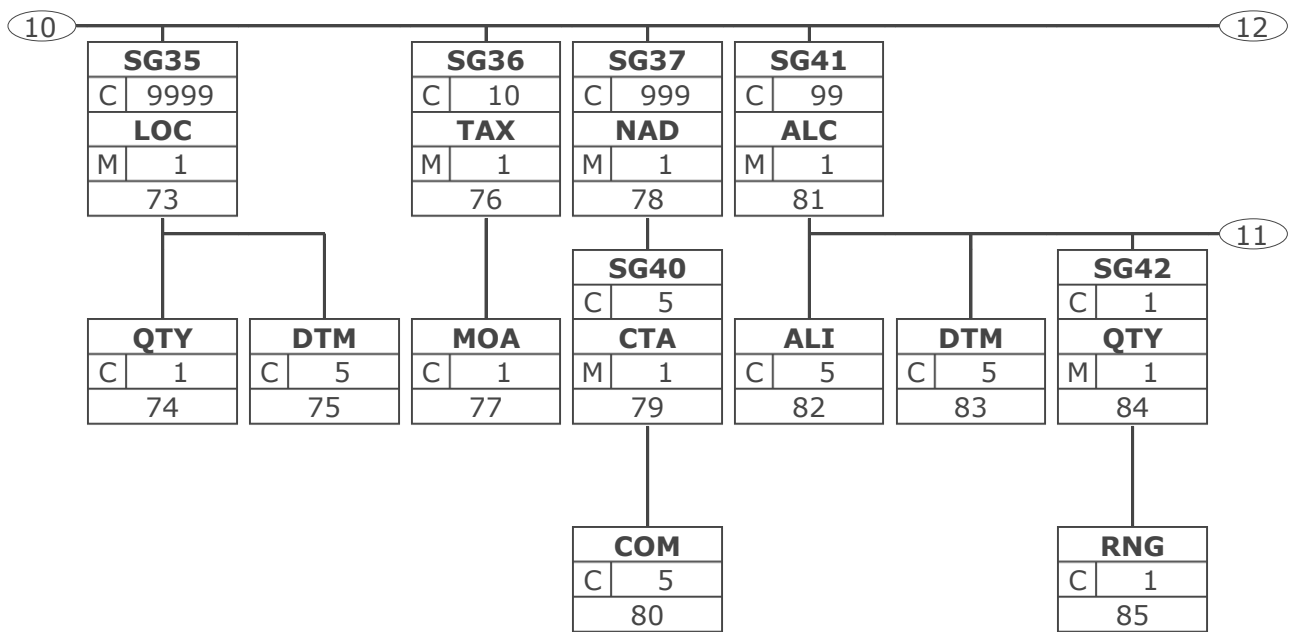 10 12
SG35 SG36 SG37 SG41
C 9999 C 10 C 999 C 99
LOC TAX NAD ALC
M 1 M 1 M 1 M 1
73 76 78 81
11
SG40 SG42
C 5 C 1
QTY DTM MOA CTA ALI DTM QTY
C 1 C 5 C 1 M 1 C 5 C 5 M 1
74 75 77 79 82 83 84
COM RNG
C 5 C 1
80 85